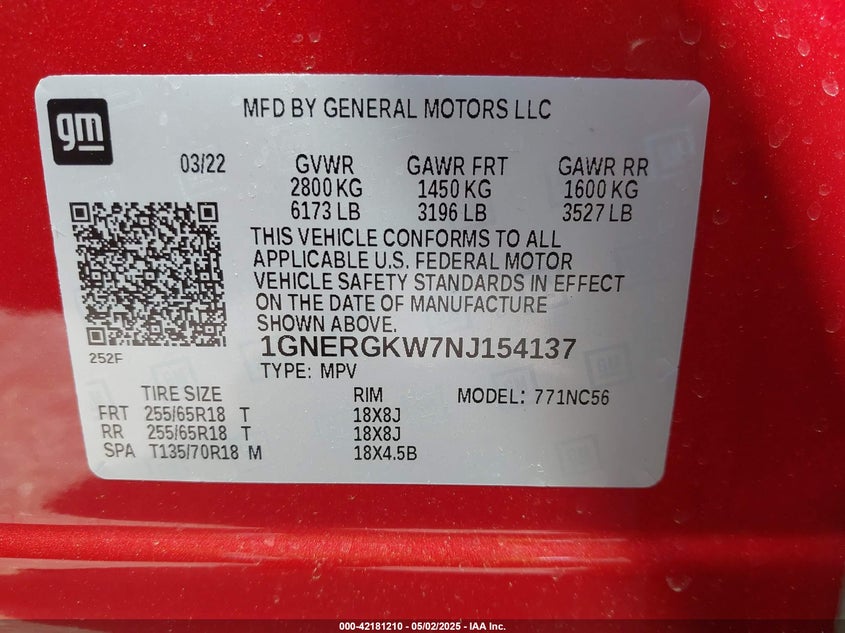 gm
MFD BY GENERAL MOTORS LLC
03/22 GVWR GAWR FRT GAWR RR
2800 KG 1450 KG 1600 KG
6173 LB 3196 LB 3527 LB
THIS VEHICLE CONFORMS TO ALL
APPLICABLE U.S. FEDERAL MOTOR
VEHICLE SAFETY STANDARDS IN EFFECT
ON THE DATE OF MANUFACTURE
SHOWN ABOVE.
252F
1GNERGKW7NJ154137
TYPE: MPV
TIRE SIZE RIM MODEL: 771NC56
FRT 255/65R18 T 18X8J
RR 255/65R18 T 18X8J
SPA T135/70R18 M 18X4.5B
000-42181210 - 05/02/2025 - IAA Inc.